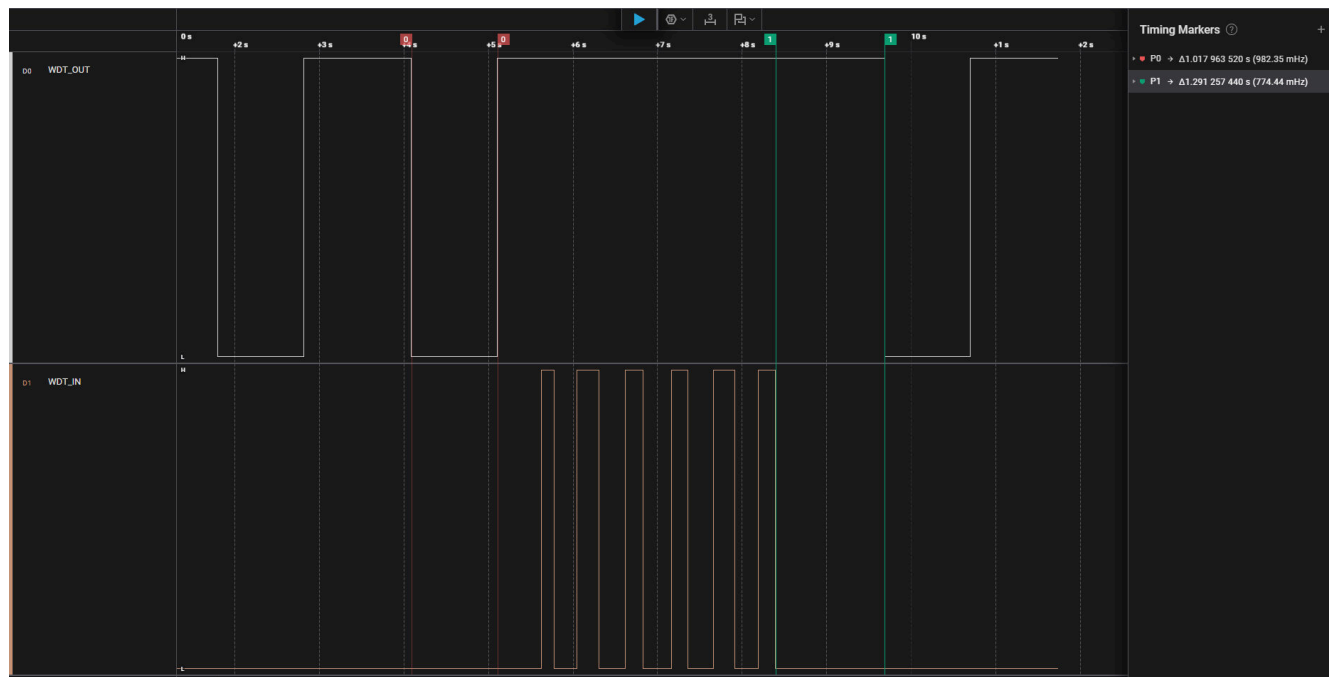 3
0 s
+2 s
+3 s
+5
+6 s
+7 s
+8 s
+9 s
10 s
+1 s
+2 s
0
0
1
1
Timing Markers ?
+
P0 → Δ1.017 963 520 s (982.35 mHz)
P1 → Δ1.291 257 440 s (774.44 mHz)
D0 WDT_OUT
H
L
D1 WDT_IN
H
L